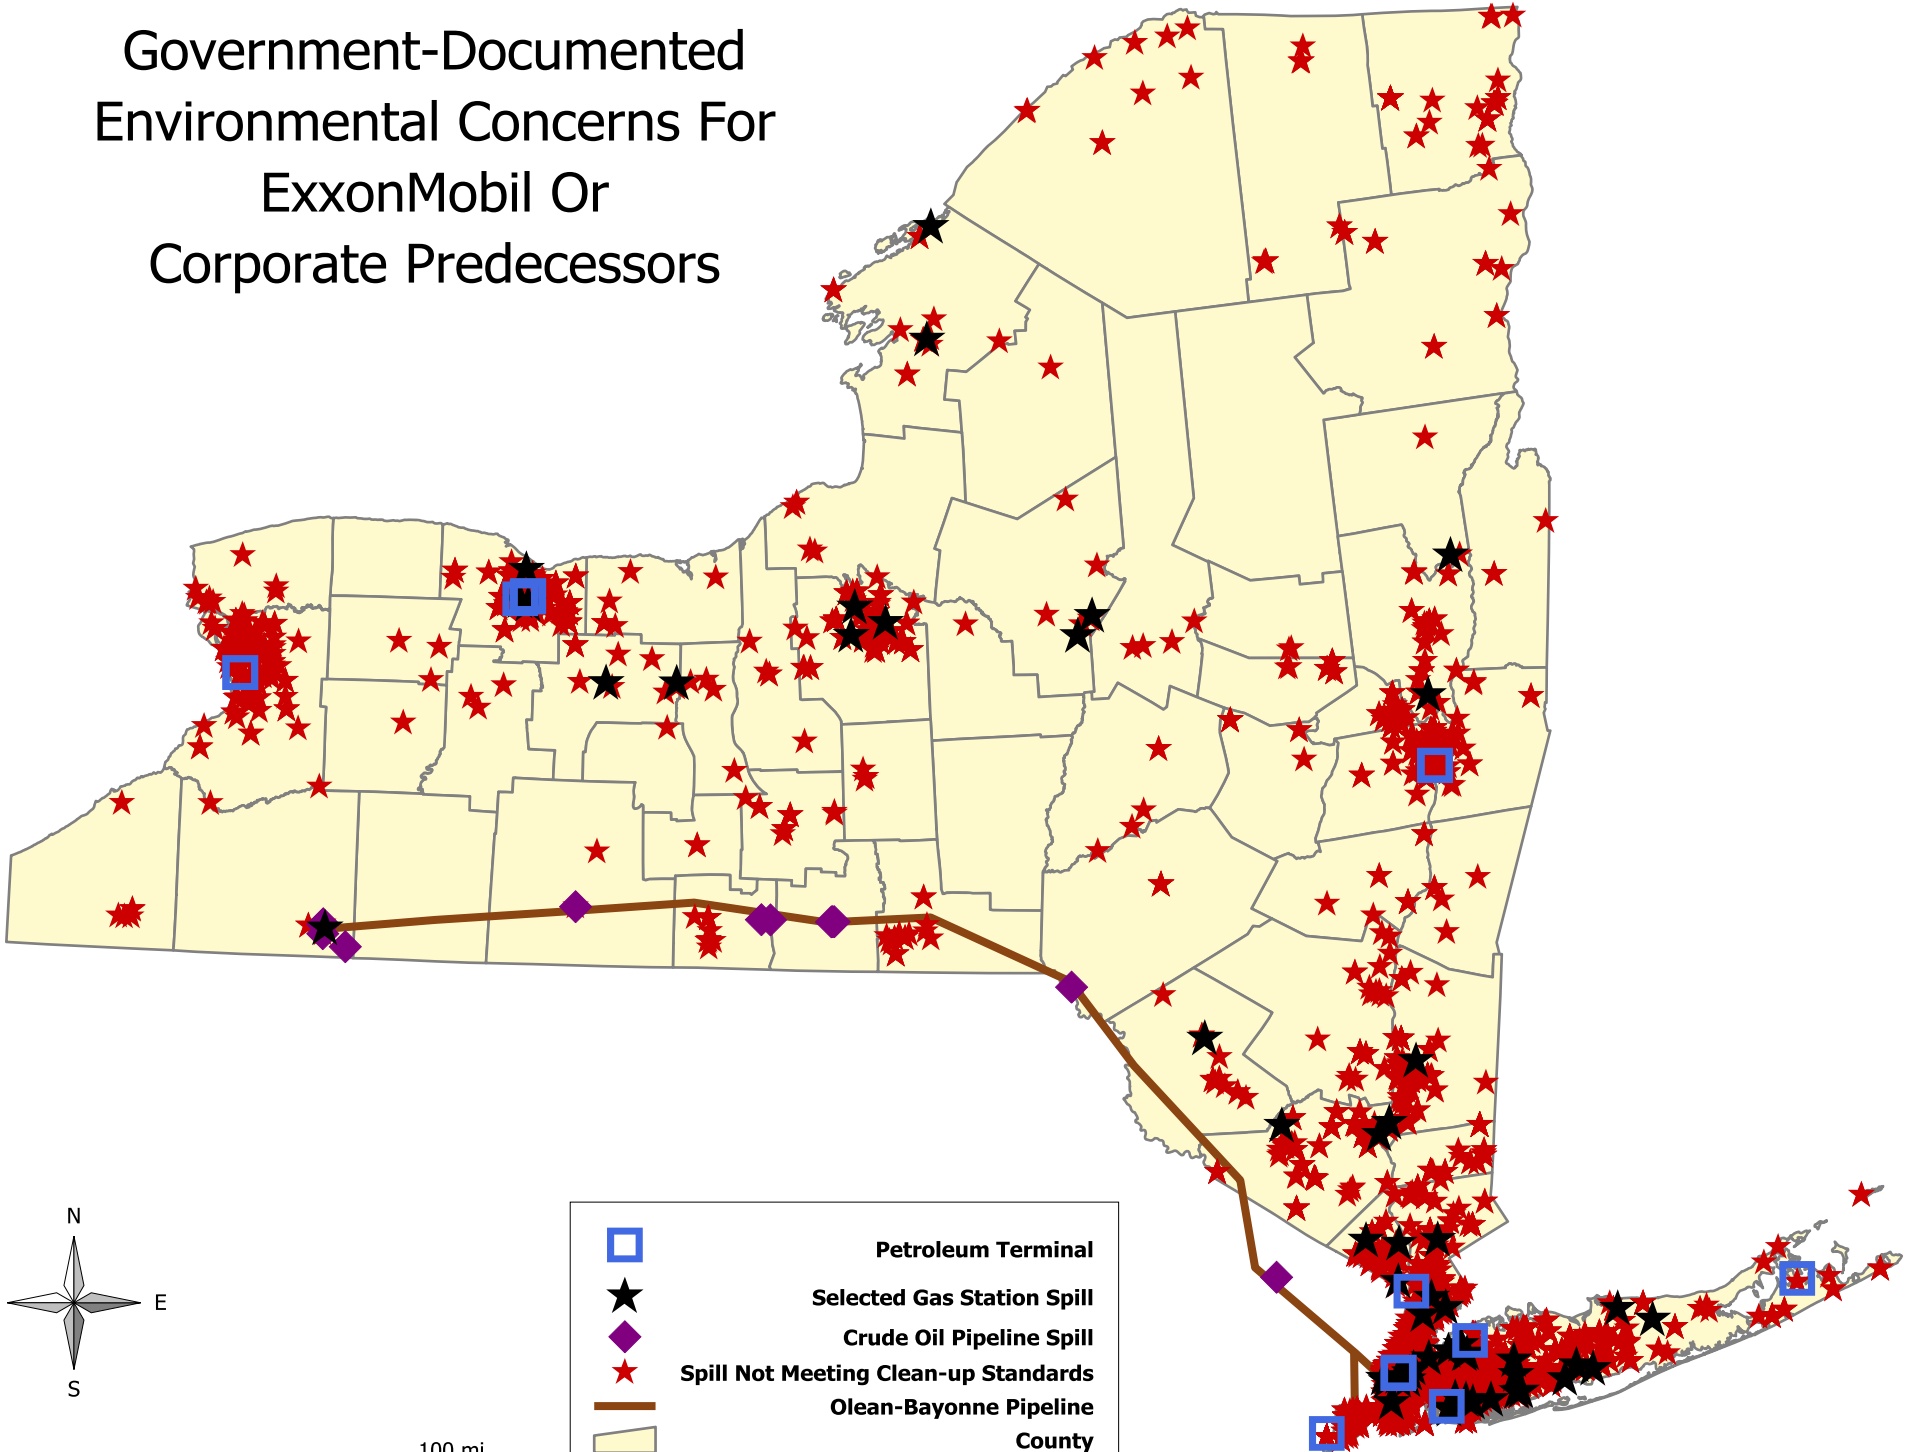 Government-Documented
Environmental Concerns For
ExxonMobil Or
Corporate Predecessors
N
E
S
Petroleum Terminal
Selected Gas Station Spill
Crude Oil Pipeline Spill
Spill Not Meeting Clean-up Standards
Olean-Bayonne Pipeline
County
100 mi